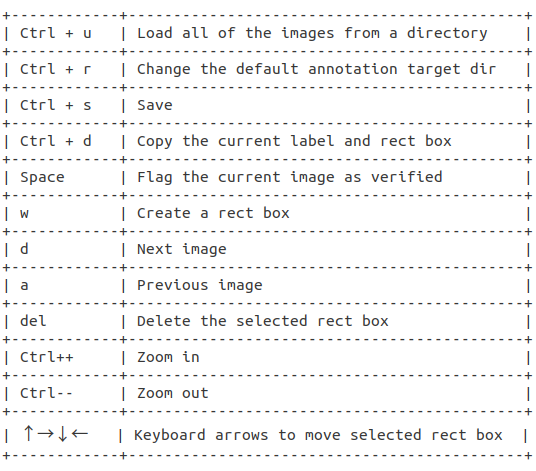 +------------+--------------------------------------------+
| Ctrl + u   | Load all of the images from a directory    |
+------------+--------------------------------------------+
| Ctrl + r   | Change the default annotation target dir   |
+------------+--------------------------------------------+
| Ctrl + s   | Save                                       |
+------------+--------------------------------------------+
| Ctrl + d   | Copy the current label and rect box        |
+------------+--------------------------------------------+
| Space      | Flag the current image as verified         |
+------------+--------------------------------------------+
| w          | Create a rect box                          |
+------------+--------------------------------------------+
| d          | Next image                                 |
+------------+--------------------------------------------+
| a          | Previous image                             |
+------------+--------------------------------------------+
| del        | Delete the selected rect box               |
+------------+--------------------------------------------+
| Ctrl++     | Zoom in                                    |
+------------+--------------------------------------------+
| Ctrl--     | Zoom out                                   |
+------------+--------------------------------------------+
| ↑→↓←       | Keyboard arrows to move selected rect box  |
+------------+--------------------------------------------+